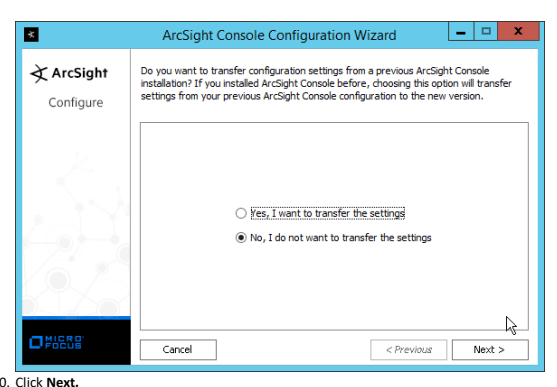 ArcSight Console Configuration Wizard
ArcSight
Configure
Do you want to transfer configuration settings from a previous ArcSight Console
installation? If you installed ArcSight Console before, choosing this option will transfer
settings from your previous ArcSight Console configuration to the new version.
Yes, I want to transfer the settings
No, I do not want to transfer the settings
MICRO
FOCUS
Cancel
< Previous
Next >
0. Click Next.